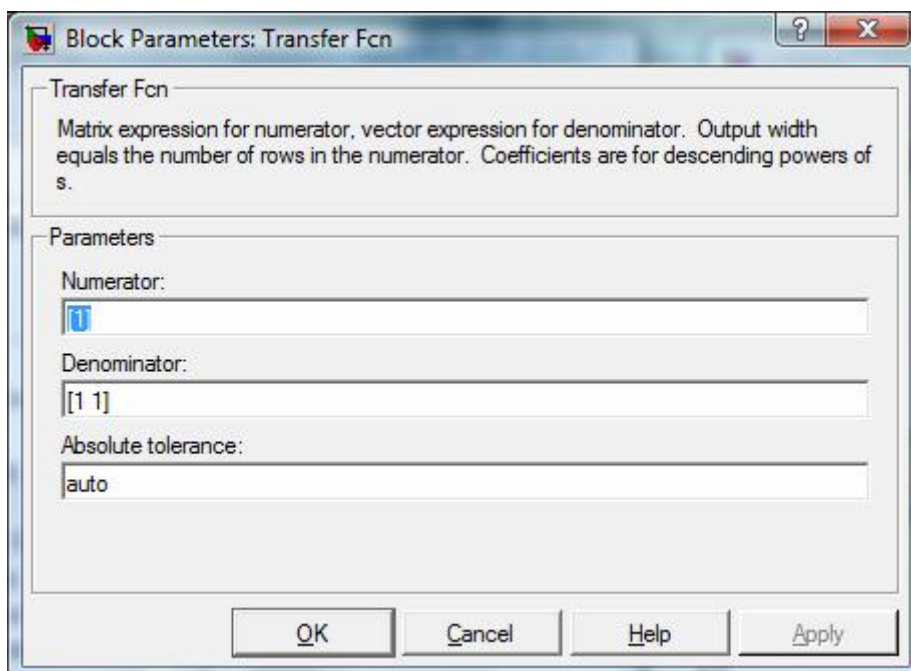 Block Parameters: Transfer Fcn
Transfer Fcn
Matrix expression for numerator, vector expression for denominator. Output width
equals the number of rows in the numerator. Coefficients are for descending powers of
s.
Parameters
Numerator:
[1]
Denominator:
[1 1]
Absolute tolerance:
auto
OK Cancel Help Apply